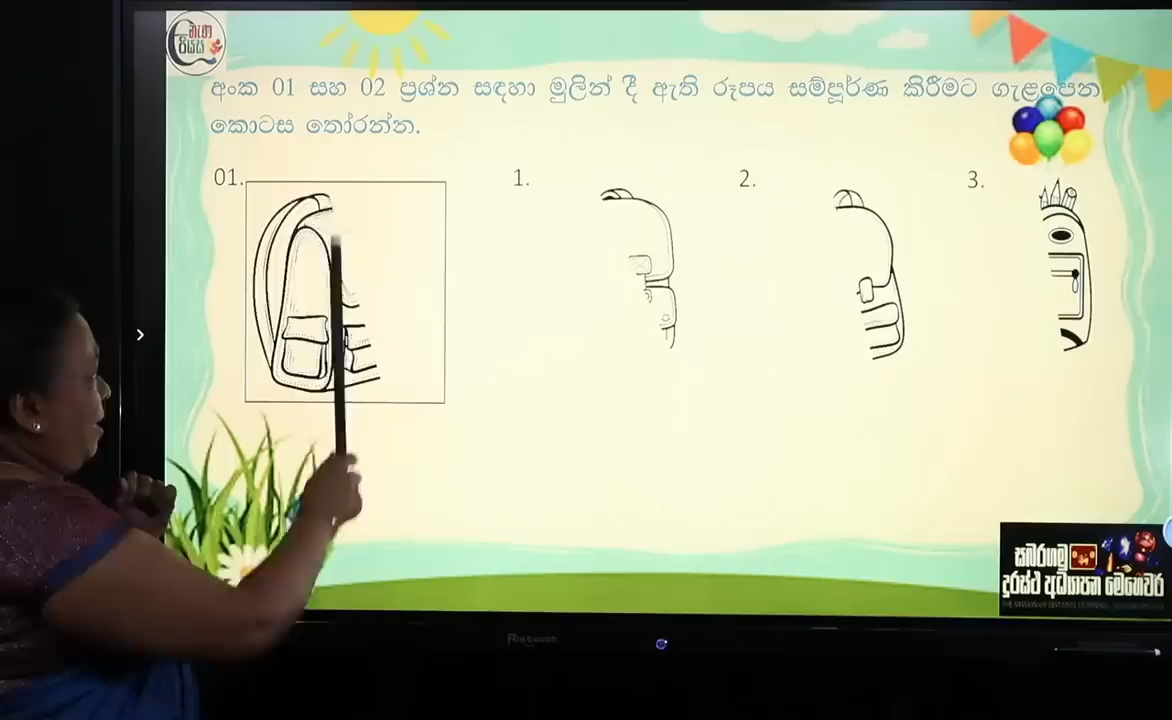 නැණ
පියස
අංක 01 සහ 02 ප්‍රශ්න සඳහා මුලින් දී ඇති රූපය සම්පූර්ණ කිරීමට ගැළපෙන
කොටස තෝරන්න.
01. 1. 2. 3.
සබරගමු
දුරස්ථ අධ්‍යාපන මෙහෙවර